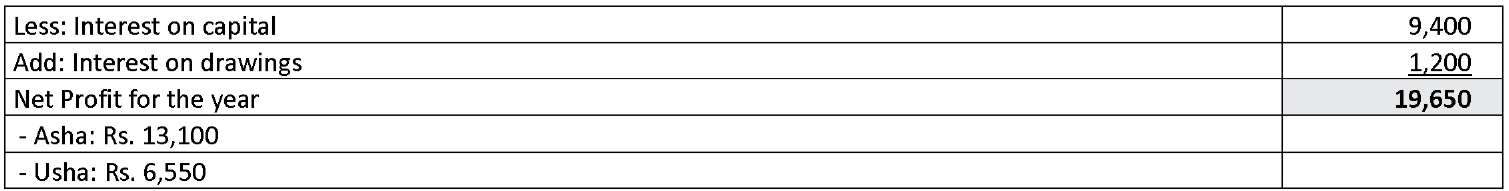 Less: Interest on capital 9,400
Add: Interest on drawings 1,200
Net Profit for the year 19,650
- Asha: Rs. 13,100
- Usha: Rs. 6,550